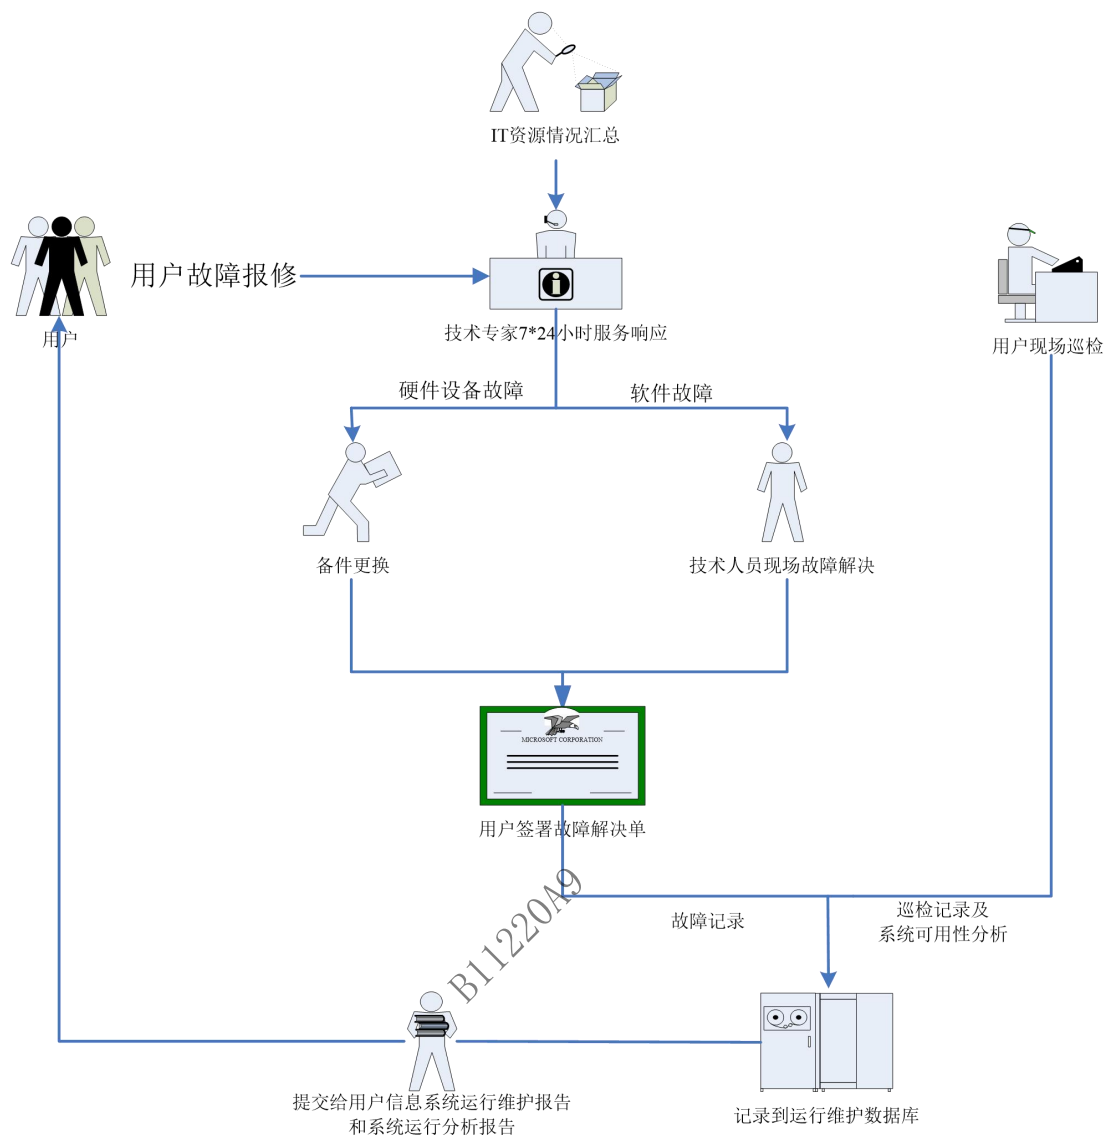 IT资源情况汇总
用户故障报修
用户
技术专家7*24小时服务响应
用户现场巡检
硬件设备故障
软件故障
备件更换
技术人员现场故障解决
MICROSOFT CORPORATION
用户签署故障解决单
B11220A9
故障记录
巡检记录及
系统可用性分析
提交给用户信息系统运行维护报告
和系统运行分析报告
记录到运行维护数据库